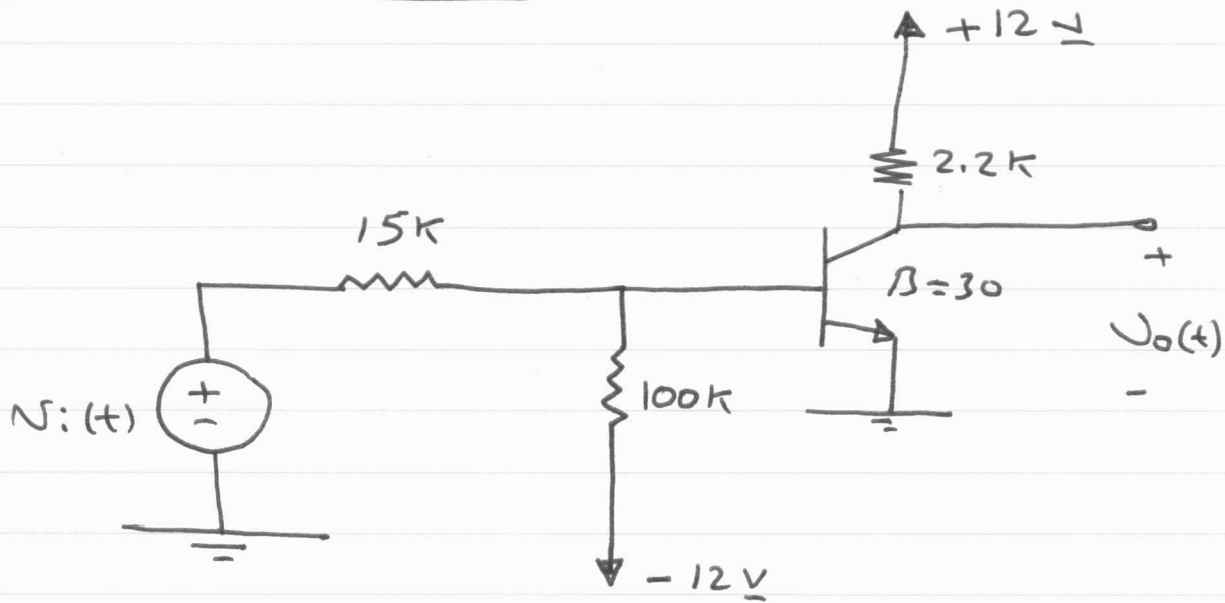 +12 V
2.2K
15K
β=30
+
Vo(t)
-
+
-
Vi(t)
100K
-12 V